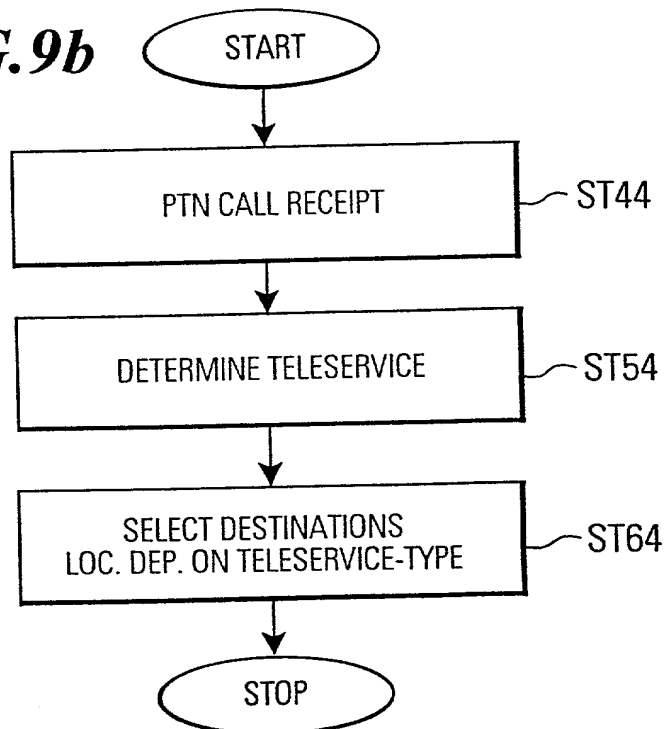 G.9b
START
PTN CALL RECEIPT
ST44
DETERMINE TELESERVICE
ST54
SELECT DESTINATIONS
LOC. DEP. ON TELESERVICE-TYPE
ST64
STOP